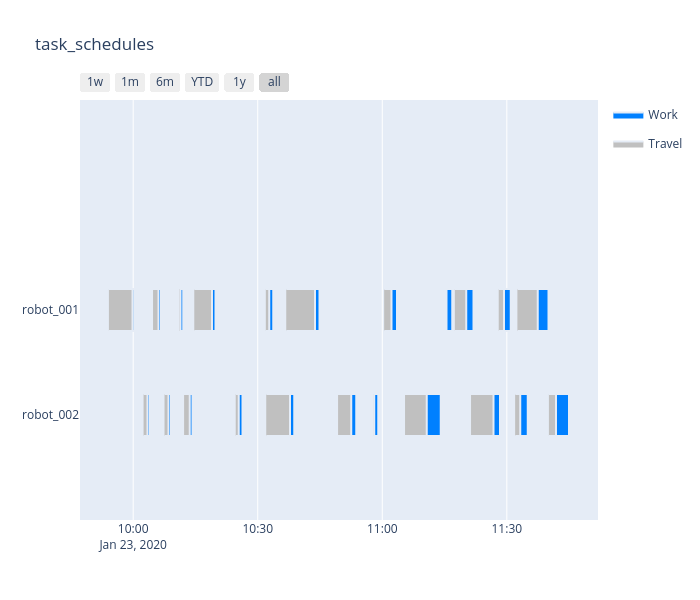 task_schedules
1w 1m 6m YTD 1y all
Work
Travel
robot_001
robot_002
10:00 10:30 11:00 11:30
Jan 23, 2020